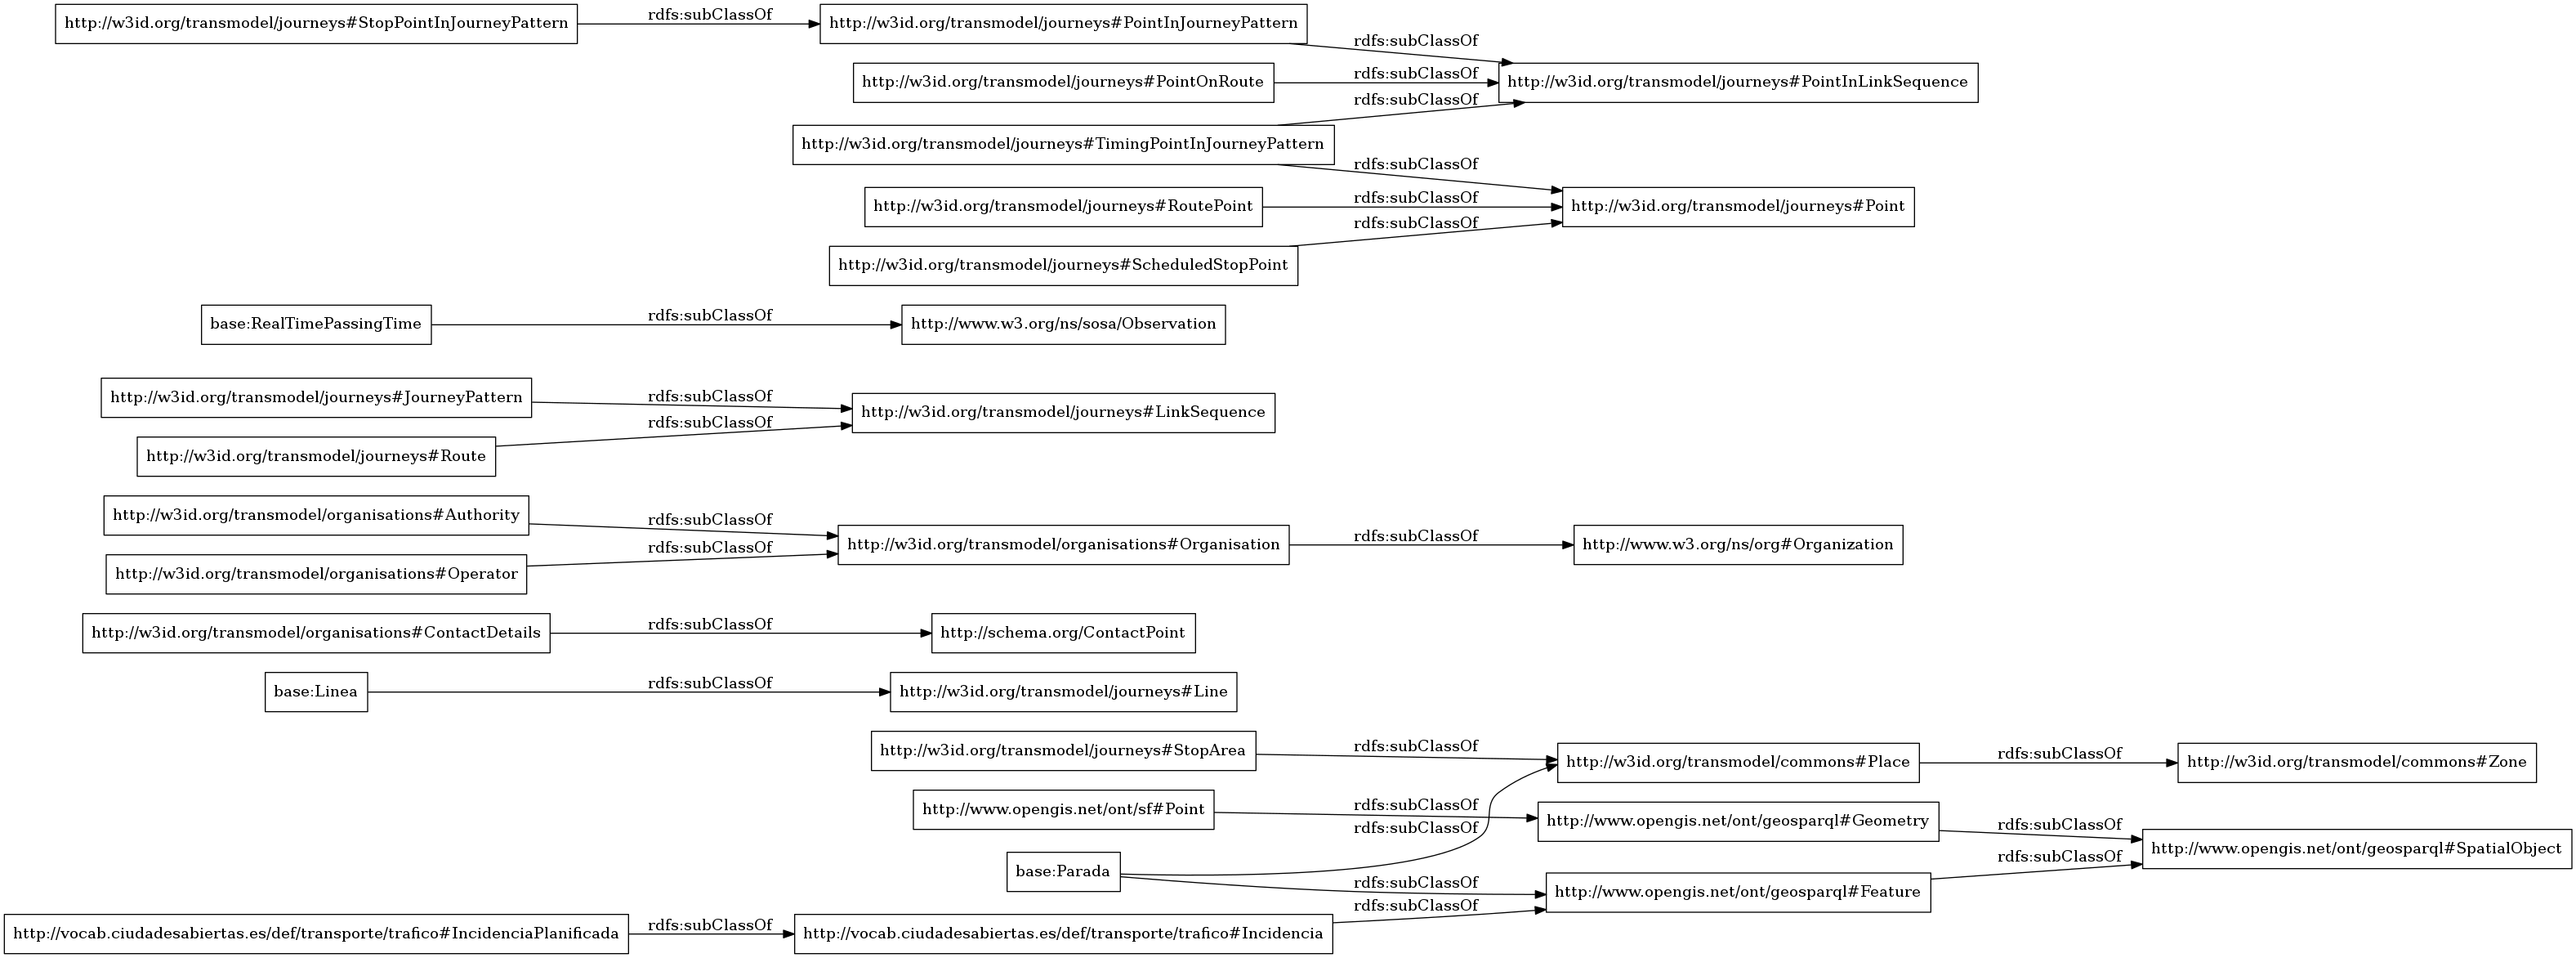 http://w3id.org/transmodel/journeys#StopPointInJourneyPattern
rdfs:subClassOf
http://w3id.org/transmodel/journeys#PointInJourneyPattern
rdfs:subClassOf
http://w3id.org/transmodel/journeys#PointOnRoute
rdfs:subClassOf
http://w3id.org/transmodel/journeys#PointInLinkSequence
rdfs:subClassOf
http://w3id.org/transmodel/journeys#TimingPointInJourneyPattern
rdfs:subClassOf
http://w3id.org/transmodel/journeys#RoutePoint
rdfs:subClassOf
http://w3id.org/transmodel/journeys#Point
rdfs:subClassOf
http://w3id.org/transmodel/journeys#ScheduledStopPoint
base:RealTimePassingTime
rdfs:subClassOf
http://www.w3.org/ns/sosa/Observation
http://w3id.org/transmodel/journeys#JourneyPattern
rdfs:subClassOf
http://w3id.org/transmodel/journeys#LinkSequence
rdfs:subClassOf
http://w3id.org/transmodel/journeys#Route
http://w3id.org/transmodel/organisations#Authority
rdfs:subClassOf
http://w3id.org/transmodel/organisations#Organisation
rdfs:subClassOf
http://www.w3.org/ns/org#Organization
rdfs:subClassOf
http://w3id.org/transmodel/organisations#Operator
http://w3id.org/transmodel/organisations#ContactDetails
rdfs:subClassOf
http://schema.org/ContactPoint
base:Linea
rdfs:subClassOf
http://w3id.org/transmodel/journeys#Line
http://w3id.org/transmodel/journeys#StopArea
rdfs:subClassOf
http://w3id.org/transmodel/commons#Place
rdfs:subClassOf
http://w3id.org/transmodel/commons#Zone
http://www.opengis.net/ont/sf#Point
rdfs:subClassOf
http://www.opengis.net/ont/geosparql#Geometry
rdfs:subClassOf
rdfs:subClassOf
http://www.opengis.net/ont/geosparql#SpatialObject
base:Parada
rdfs:subClassOf
http://www.opengis.net/ont/geosparql#Feature
rdfs:subClassOf
rdfs:subClassOf
http://vocab.ciudadesabiertas.es/def/transporte/trafico#IncidenciaPlanificada
rdfs:subClassOf
http://vocab.ciudadesabiertas.es/def/transporte/trafico#Incidencia